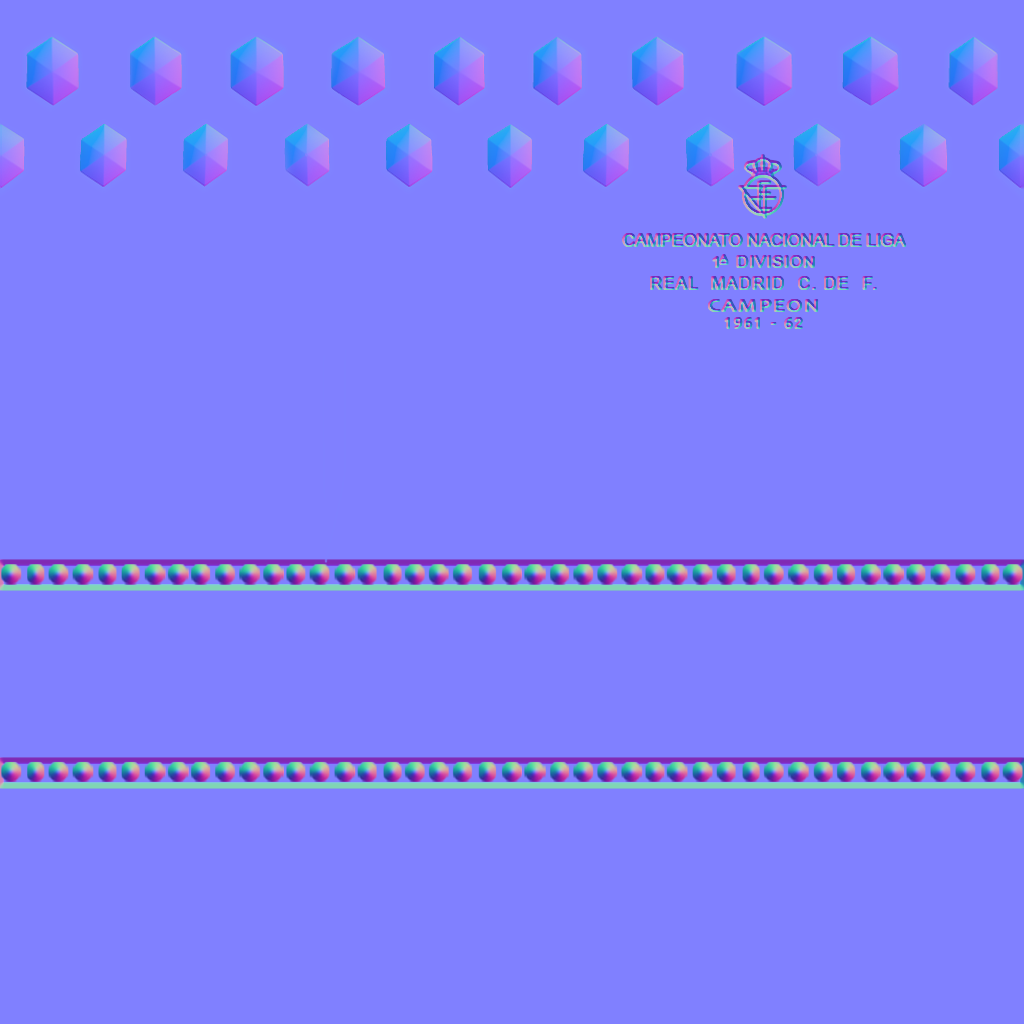 CAMPEONATO NACIONAL DE LIGA
1ª DIVISION
REAL MADRID C. DE F.
CAMPEON
1961 - 62